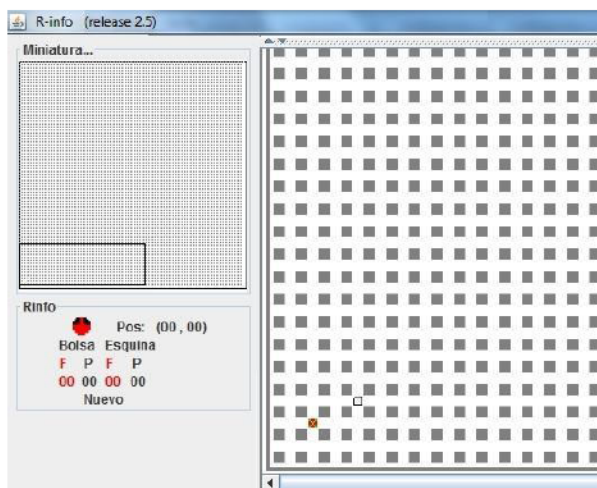 R-info (release 2.5)
Miniatura...
Rinfo
Pos: (00 , 00)
Bolsa Esquina
F P F P
00 00 00 00
Nuevo